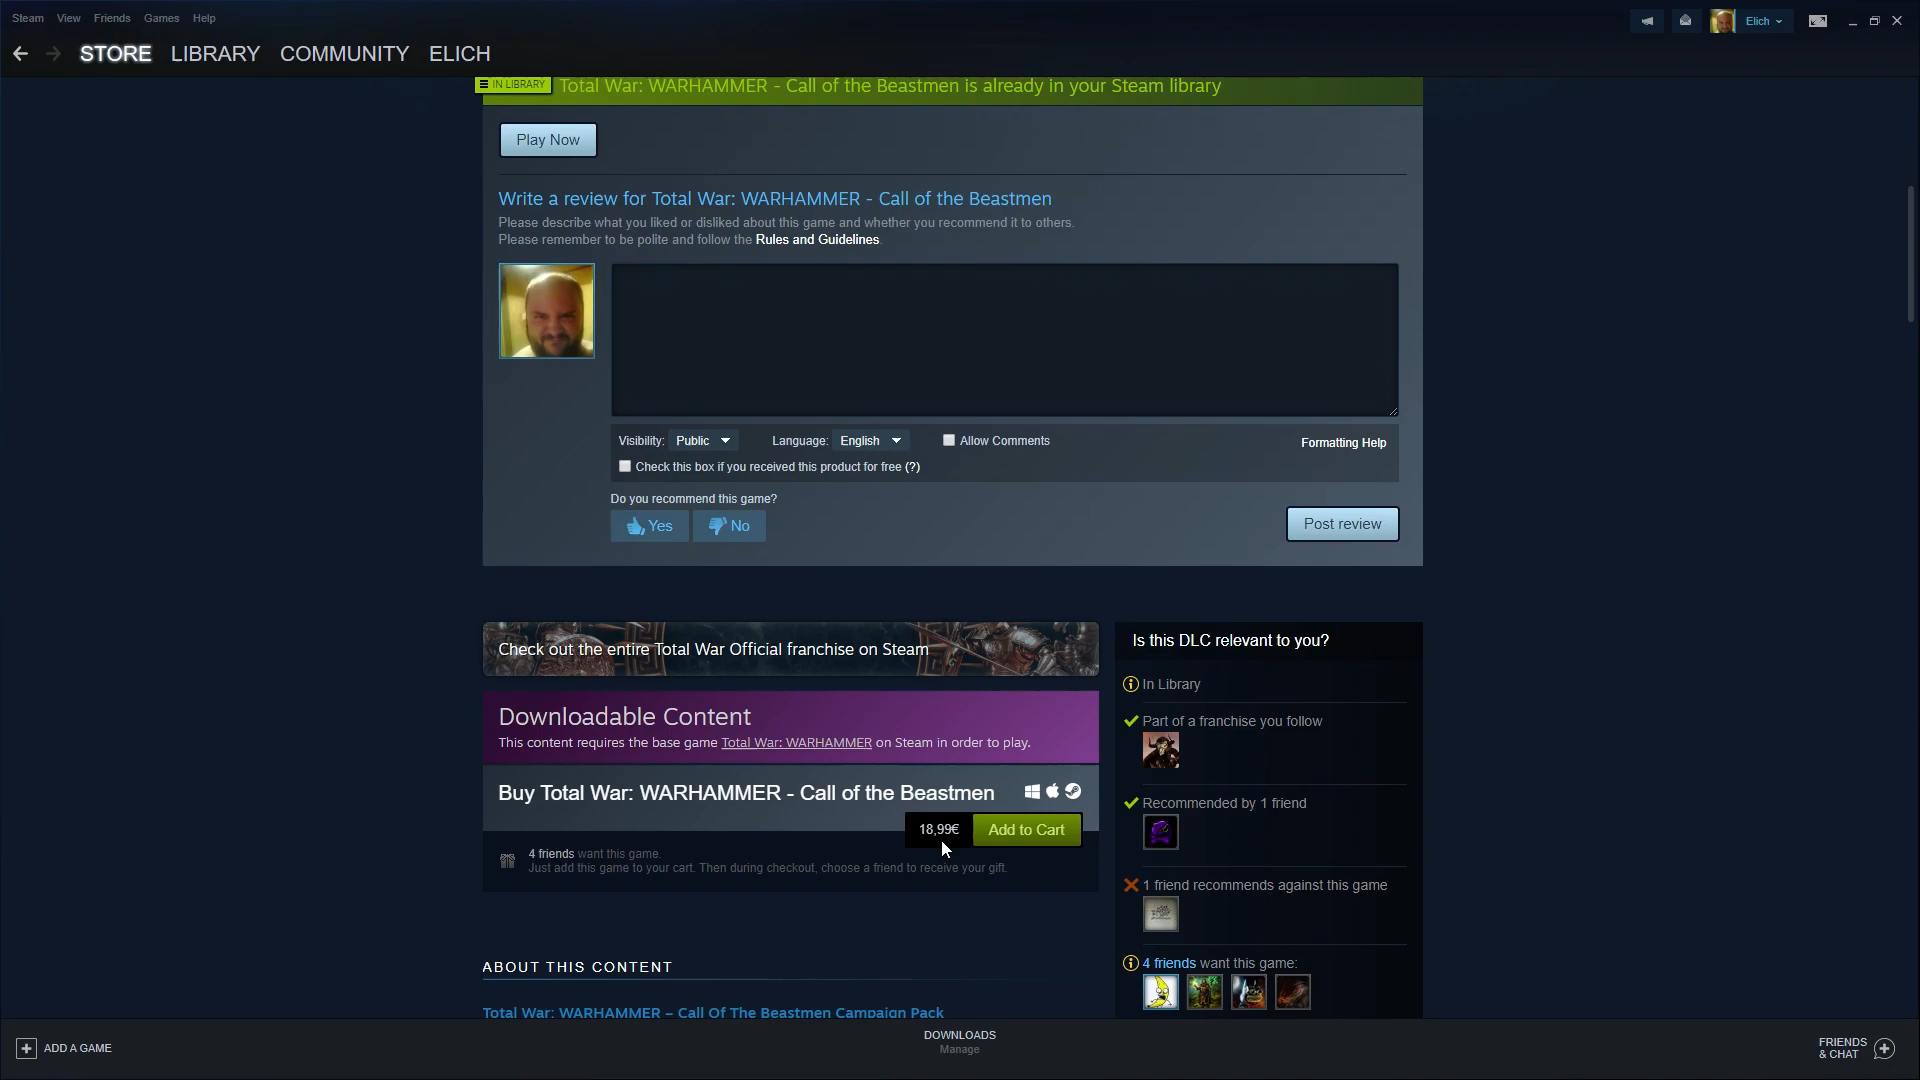 Steam View Friends Games Help
Elich
STORE LIBRARY COMMUNITY ELICH
IN LIBRARY
Total War: WARHAMMER - Call of the Beastmen is already in your Steam library
Play Now
Write a review for Total War: WARHAMMER - Call of the Beastmen
Please describe what you liked or disliked about this game and whether you recommend it to others.
Please remember to be polite and follow the Rules and Guidelines.
Visibility: Public Language: English Allow Comments Formatting Help
Check this box if you received this product for free (?)
Do you recommend this game?
Yes No
Post review
Check out the entire Total War Official franchise on Steam
Downloadable Content
This content requires the base game Total War: WARHAMMER on Steam in order to play.
Buy Total War: WARHAMMER - Call of the Beastmen
18,99€ Add to Cart
4 friends want this game.
Just add this game to your cart. Then during checkout, choose a friend to receive your gift.
ABOUT THIS CONTENT
Total War: WARHAMMER – Call Of The Beastmen Campaign Pack
Is this DLC relevant to you?
In Library
Part of a franchise you follow
Recommended by 1 friend
1 friend recommends against this game
4 friends want this game:
ADD A GAME
DOWNLOADS
Manage
FRIENDS
& CHAT